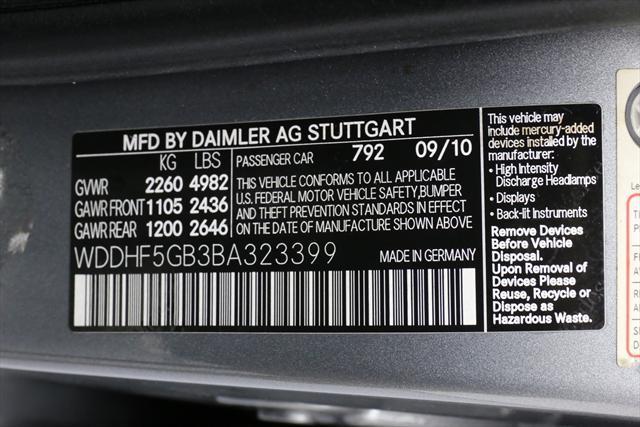 MFD BY DAIMLER AG STUTTGART
KG LBS
GVWR 2260 4982
GAWR FRONT 1105 2436
GAWR REAR 1200 2646
PASSENGER CAR 792 09/10
THIS VEHICLE CONFORMS TO ALL APPLICABLE
U.S. FEDERAL MOTOR VEHICLE SAFETY, BUMPER
AND THEFT PREVENTION STANDARDS IN EFFECT
ON THE DATE OF MANUFACTURE SHOWN ABOVE
WDDHF5GB3BA323399 MADE IN GERMANY
This vehicle may
include mercury-added
devices installed by the
manufacturer:
• High Intensity
Discharge Headlamps
• Displays
• Back-lit Instruments
Remove Devices
Before Vehicle
Disposal.
Upon Removal of
Devices Please
Reuse, Recycle or
Dispose as
Hazardous Waste.